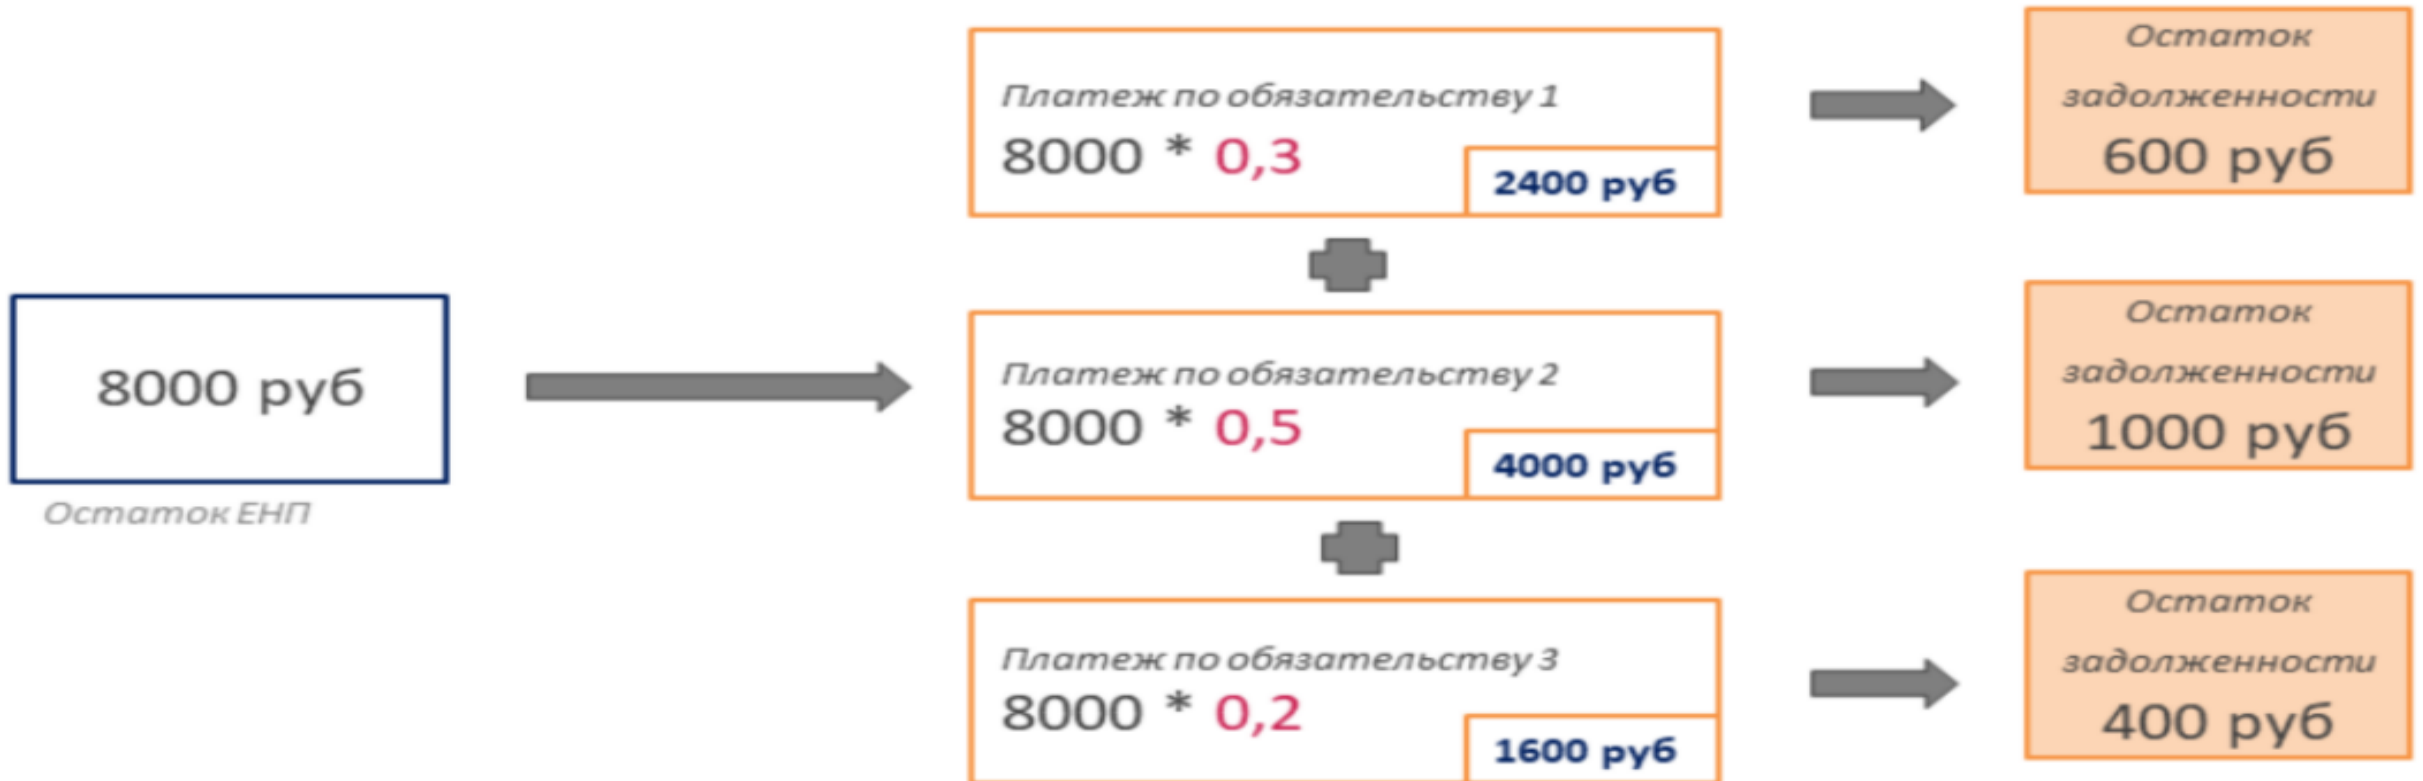 Платеж по обязательству 1
8000 * 0,3
2400 руб
Остаток
задолженности
600 руб
8000 руб
Остаток ЕНП
Платеж по обязательству 2
8000 * 0,5
4000 руб
Остаток
задолженности
1000 руб
Платеж по обязательству 3
8000 * 0,2
1600 руб
Остаток
задолженности
400 руб